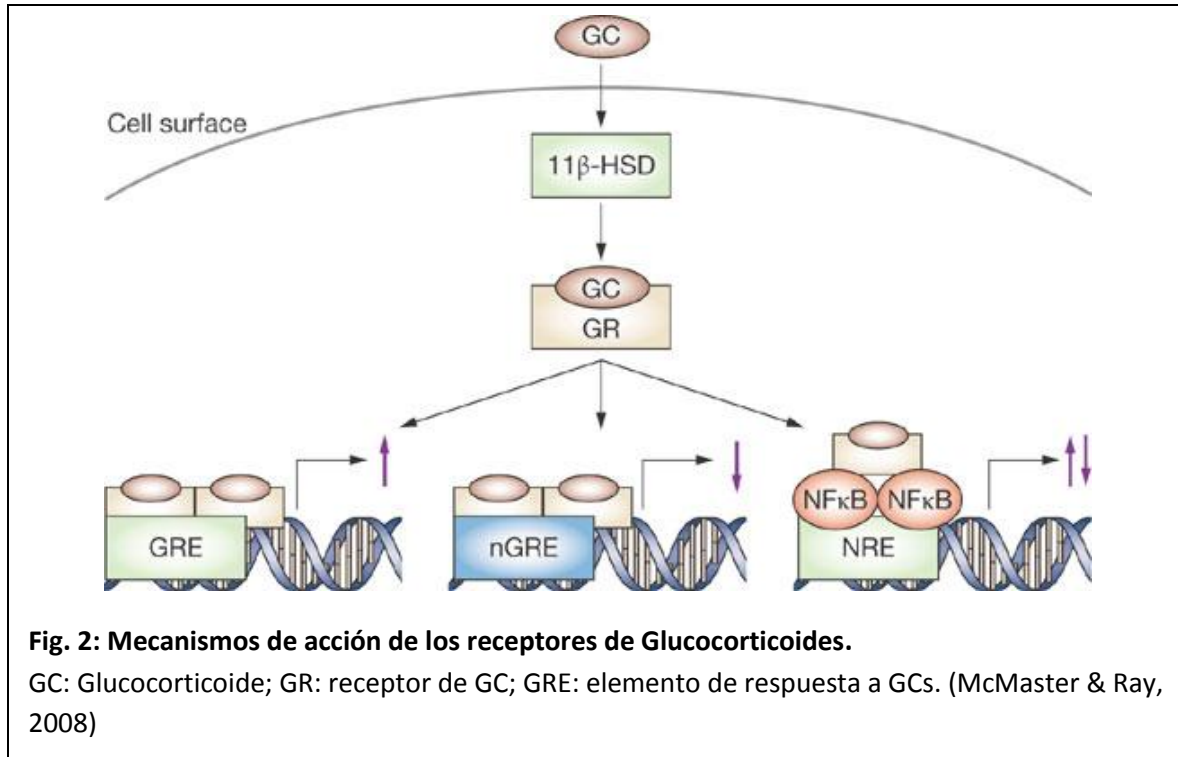 GC
Cell surface
11β-HSD
GC
GR
GRE
nGRE
NFκB NFκB
NRE
Fig. 2: Mecanismos de acción de los receptores de Glucocorticoides.
GC: Glucocorticoide; GR: receptor de GC; GRE: elemento de respuesta a GCs. (McMaster & Ray,
2008)